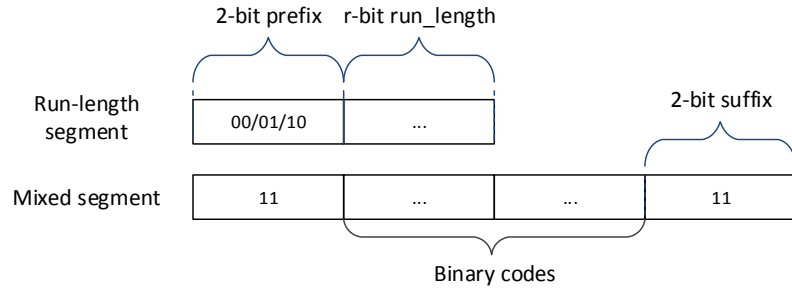 2-bit prefix r-bit run_length
Run-length
segment
00/01/10 ...
2-bit suffix
Mixed segment 11 ... ... 11
Binary codes